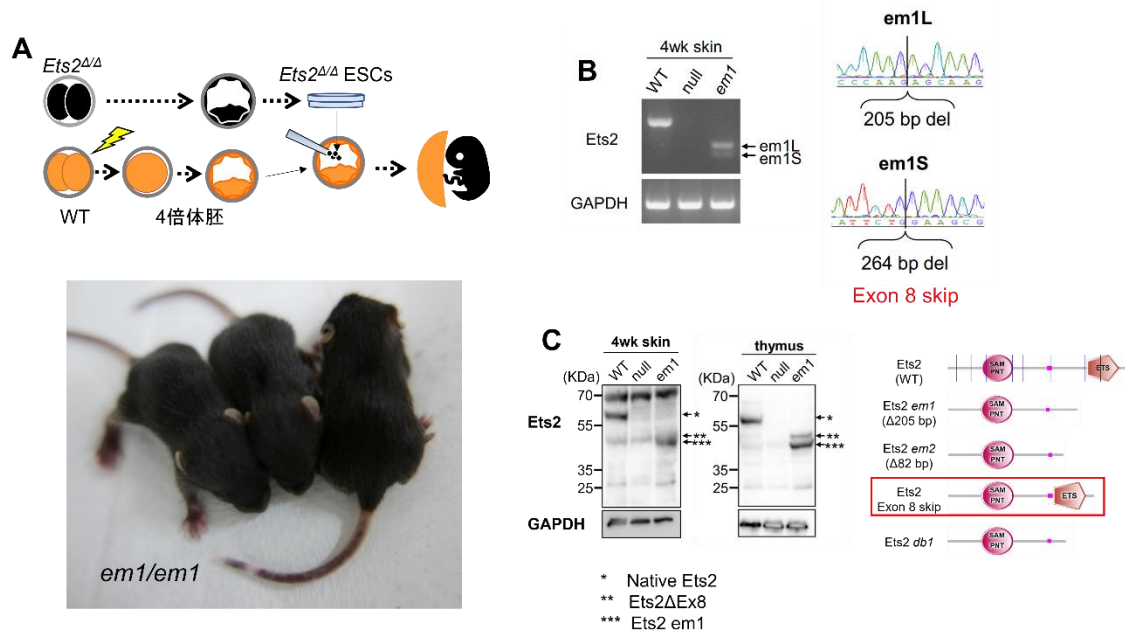 A
Ets2Δ/Δ
Ets2Δ/Δ ESCs
WT
4倍体胚
em1/em1
B
4wk skin
WT
null
em1
Ets2
em1L
em1S
GAPDH
em1L
C C C A A G A G C A A G
205 bp del
em1S
A T T C T G G A A G C G
264 bp del
Exon 8 skip
C
4wk skin
(KDa)
WT
null
em1
70
55
35
25
Ets2
*
**
***
GAPDH
thymus
(KDa)
WT
null
em1
70
55
35
25
*
**
***
* Native Ets2
** Ets2ΔEx8
*** Ets2 em1
Ets2
(WT)
SAM
PNT
ETS
Ets2 em1
(Δ205 bp)
SAM
PNT
Ets2 em2
(Δ82 bp)
SAM
PNT
Ets2
Exon 8 skip
SAM
PNT
ETS
Ets2 db1
SAM
PNT